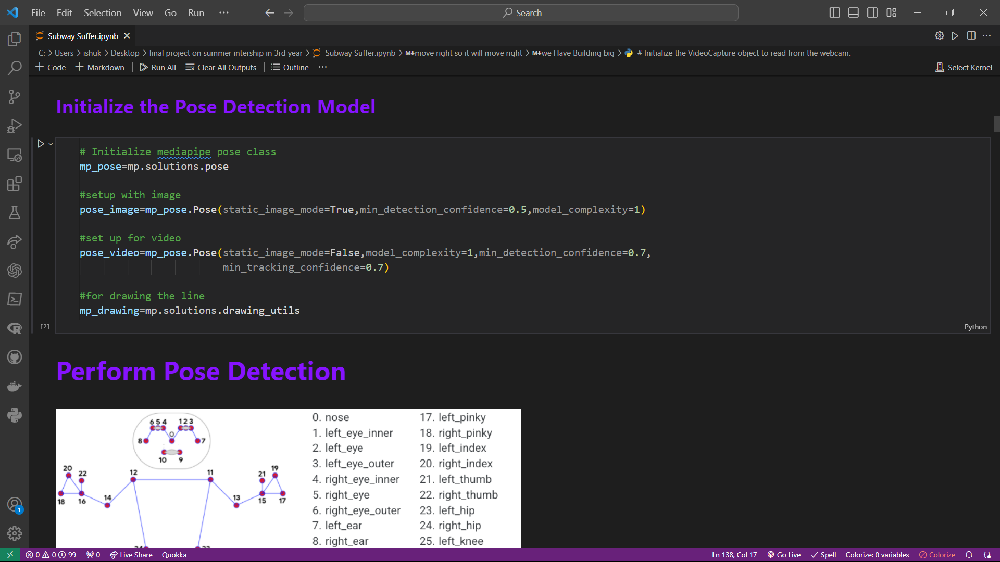 File Edit Selection View Go Run ··· Search
Subway Suffer.ipynb
C: > Users > ishuk > Desktop > final project on summer intership in 3rd year > Subway Suffer.ipynb > M↓move right so it will move right > M↓we Have Building big > # Initialize the VideoCapture object to read from the webcam.
+ Code + Markdown Run All Clear All Outputs Outline ··· Select Kernel
Initialize the Pose Detection Model
# Initialize mediapipe pose class
mp_pose=mp.solutions.pose
#setup with image
pose_image=mp_pose.Pose(static_image_mode=True,min_detection_confidence=0.5,model_complexity=1)
#set up for video
pose_video=mp_pose.Pose(static_image_mode=False,model_complexity=1,min_detection_confidence=0.7,
min_tracking_confidence=0.7)
#for drawing the line
mp_drawing=mp.solutions.drawing_utils
[2] Python
Perform Pose Detection
6 5 4 1 2 3
0
8 7
10 9
20 22 12 11 21 19
18 16 14 13 15 17
24 23
0. nose
1. left_eye_inner
2. left_eye
3. left_eye_outer
4. right_eye_inner
5. right_eye
6. right_eye_outer
7. left_ear
8. right_ear
17. left_pinky
18. right_pinky
19. left_index
20. right_index
21. left_thumb
22. right_thumb
23. left_hip
24. right_hip
25. left_knee
1
0 0 99 0 Live Share Quokka Ln 138, Col 17 Go Live Spell Colorize: 0 variables Colorize